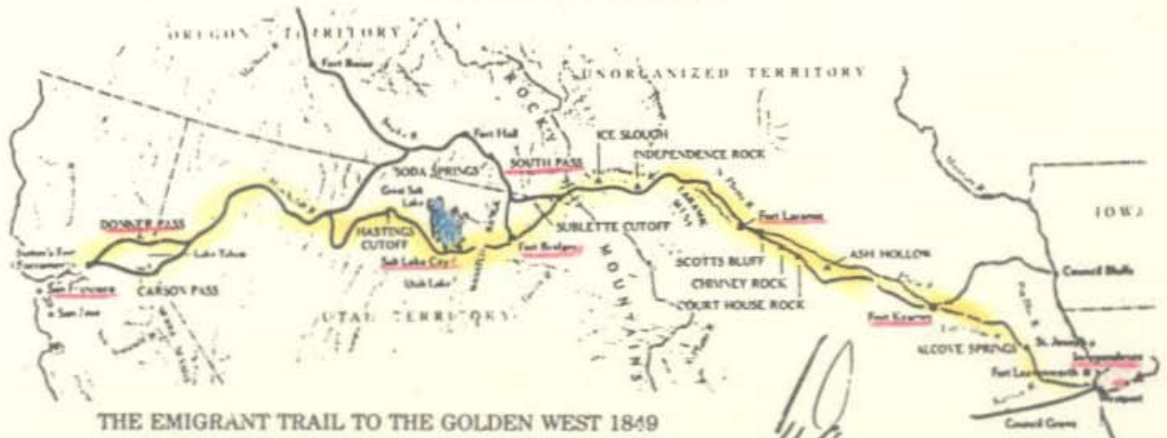 OREGON TERRITORY
Fort Boise
UNORGANIZED TERRITORY
ROCKY MOUNTAINS
Fort Hall
ICE SLOUGH
INDEPENDENCE ROCK
SOUTH PASS
SODA SPRINGS
Great Salt Lake
IOWA
DONNER PASS
Fort Laramie
HASTINGS CUTOFF
SUBLETTE CUTOFF
Fort Bridger
Sutter's Fort
Sacramento
Lake Tahoe
Salt Lake City
SCOTTS BLUFF
ASH HOLLOW
Council Bluffs
CHIMNEY ROCK
Utah Lake
San Francisco
CARSON PASS
COURT HOUSE ROCK
San Jose
UTAH TERRITORY
Fort Kearney
ALCOVE SPRINGS
St. Joseph
Independence
Fort Leavenworth
Westport
Council Grove
THE EMIGRANT TRAIL TO THE GOLDEN WEST 1849